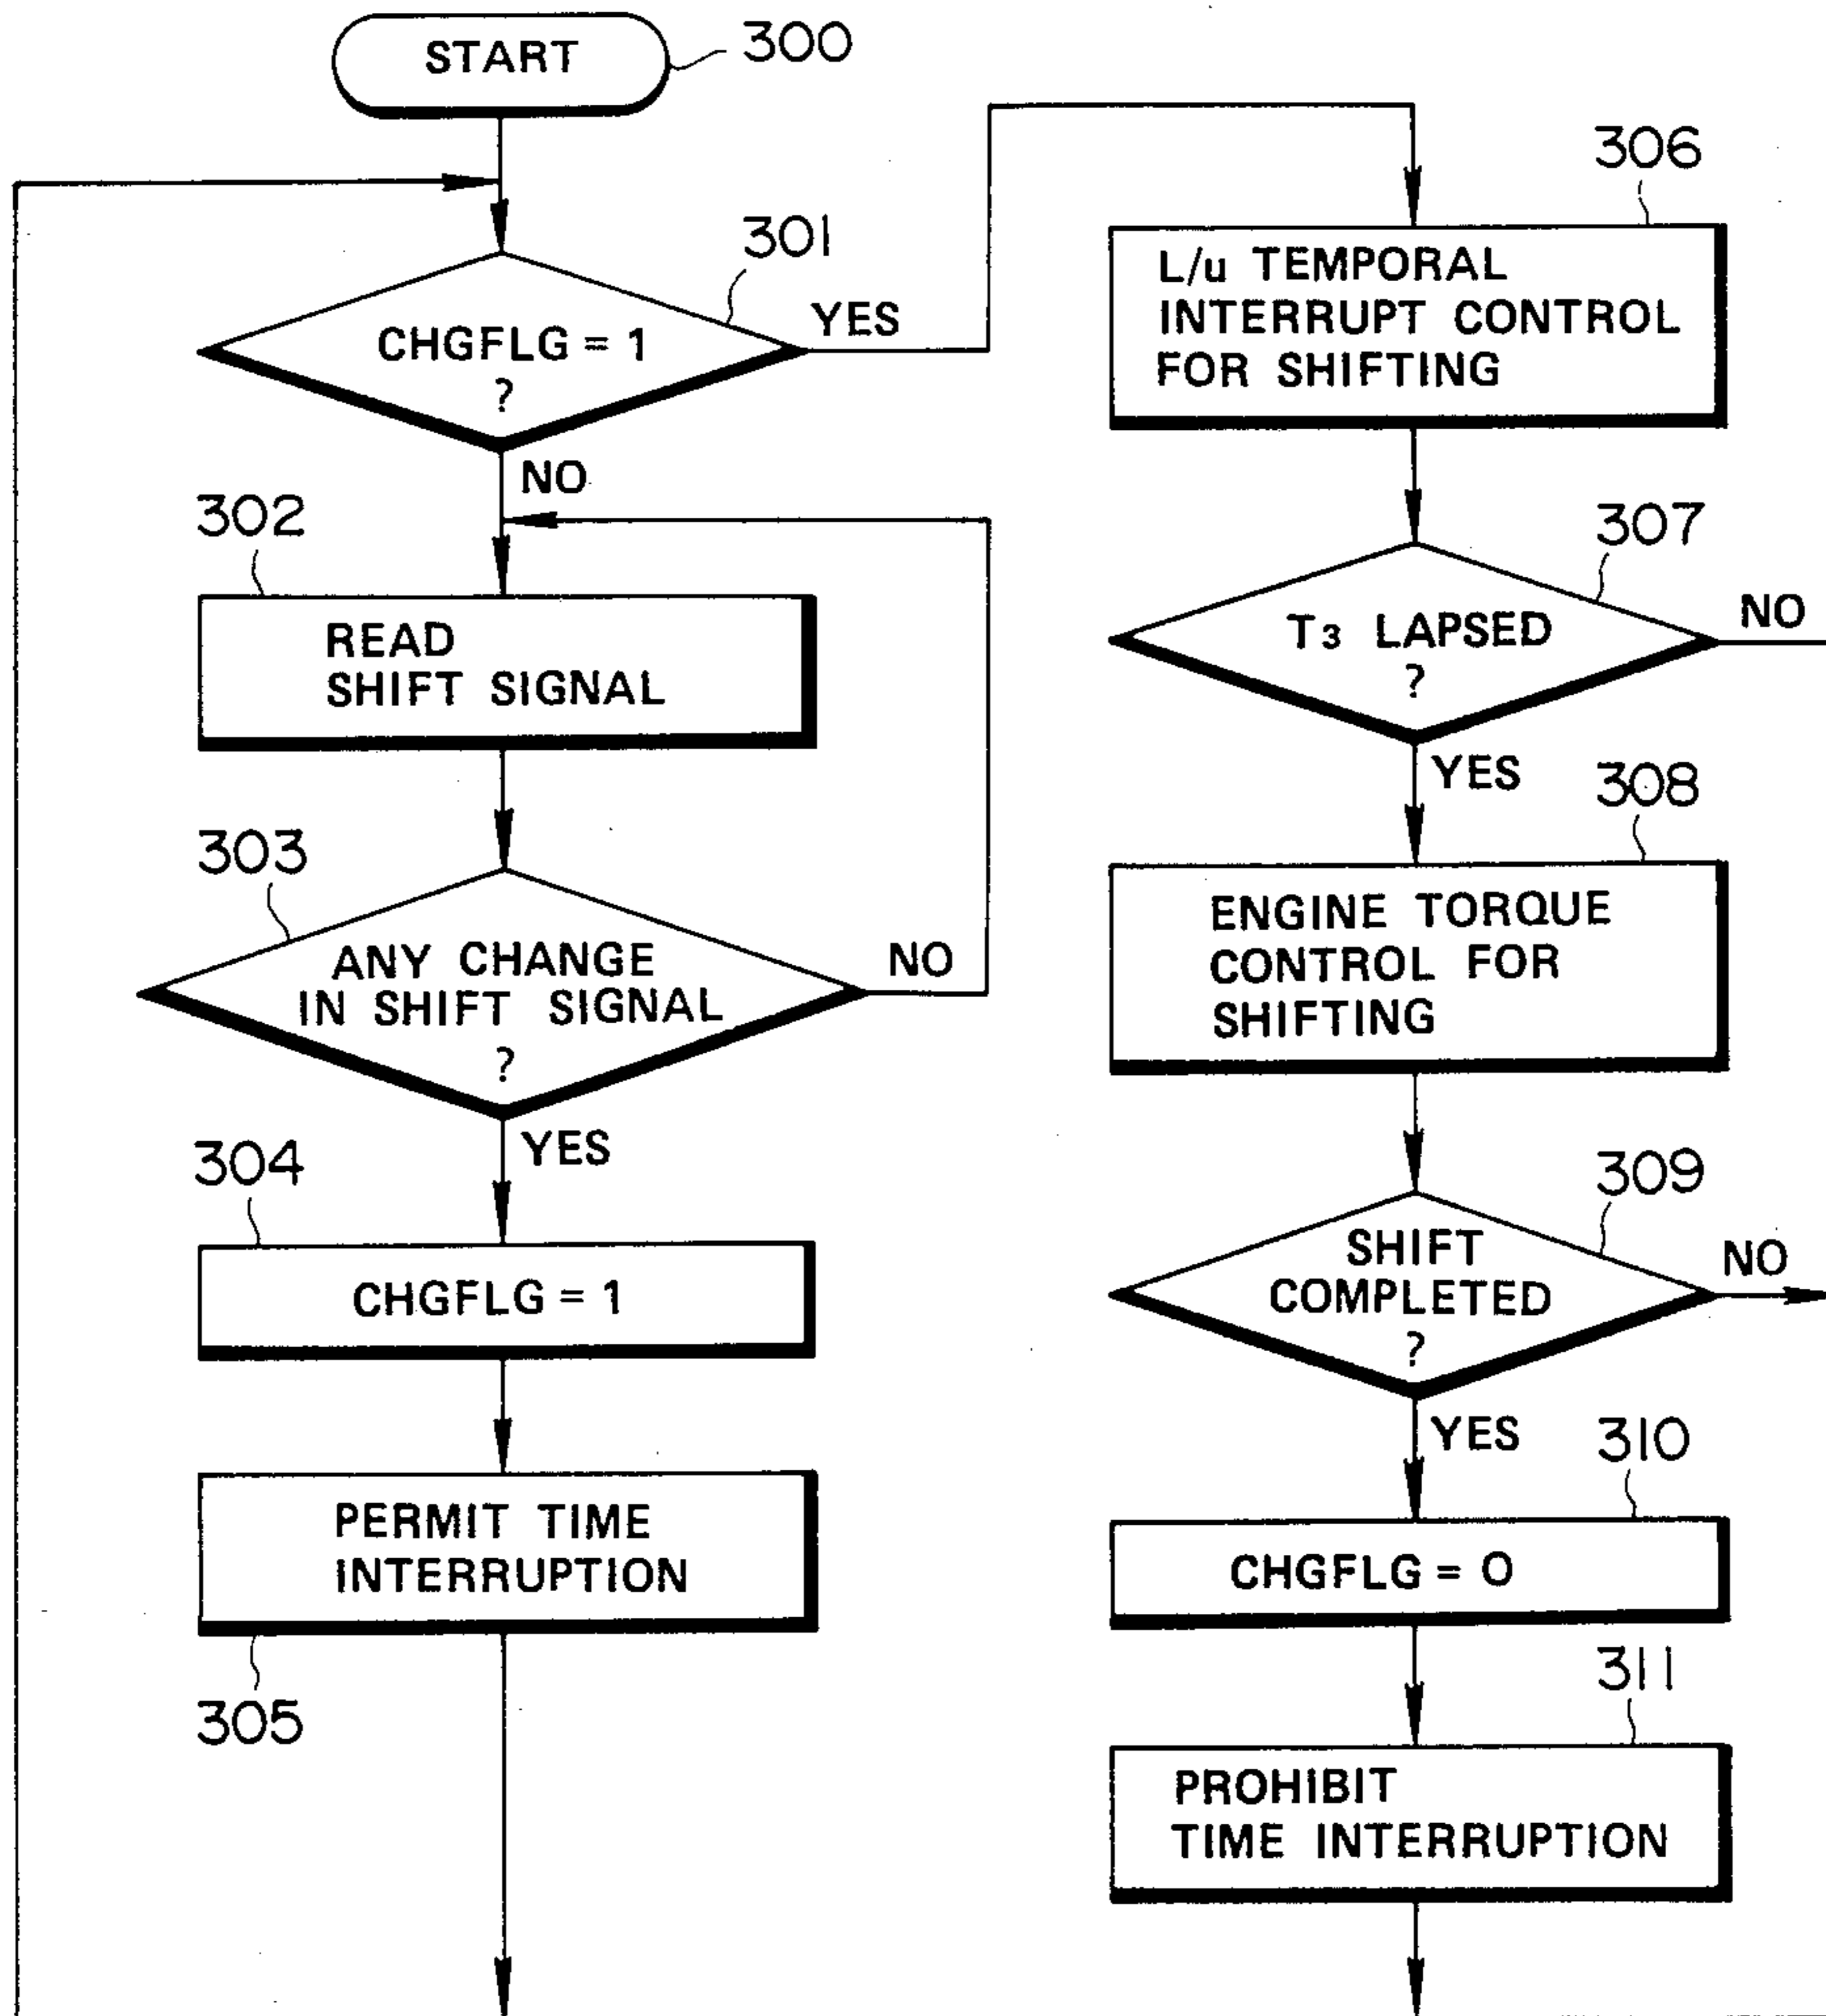 START
300
301
CHGFLG = 1
?
YES
NO
302
READ
SHIFT SIGNAL
303
ANY CHANGE
IN SHIFT SIGNAL
?
NO
YES
304
CHGFLG = 1
PERMIT TIME
INTERRUPTION
305
306
L/u TEMPORAL
INTERRUPT CONTROL
FOR SHIFTING
307
T3 LAPSED
?
NO
YES
308
ENGINE TORQUE
CONTROL FOR
SHIFTING
309
SHIFT
COMPLETED
?
NO
YES
310
CHGFLG = 0
311
PROHIBIT
TIME INTERRUPTION